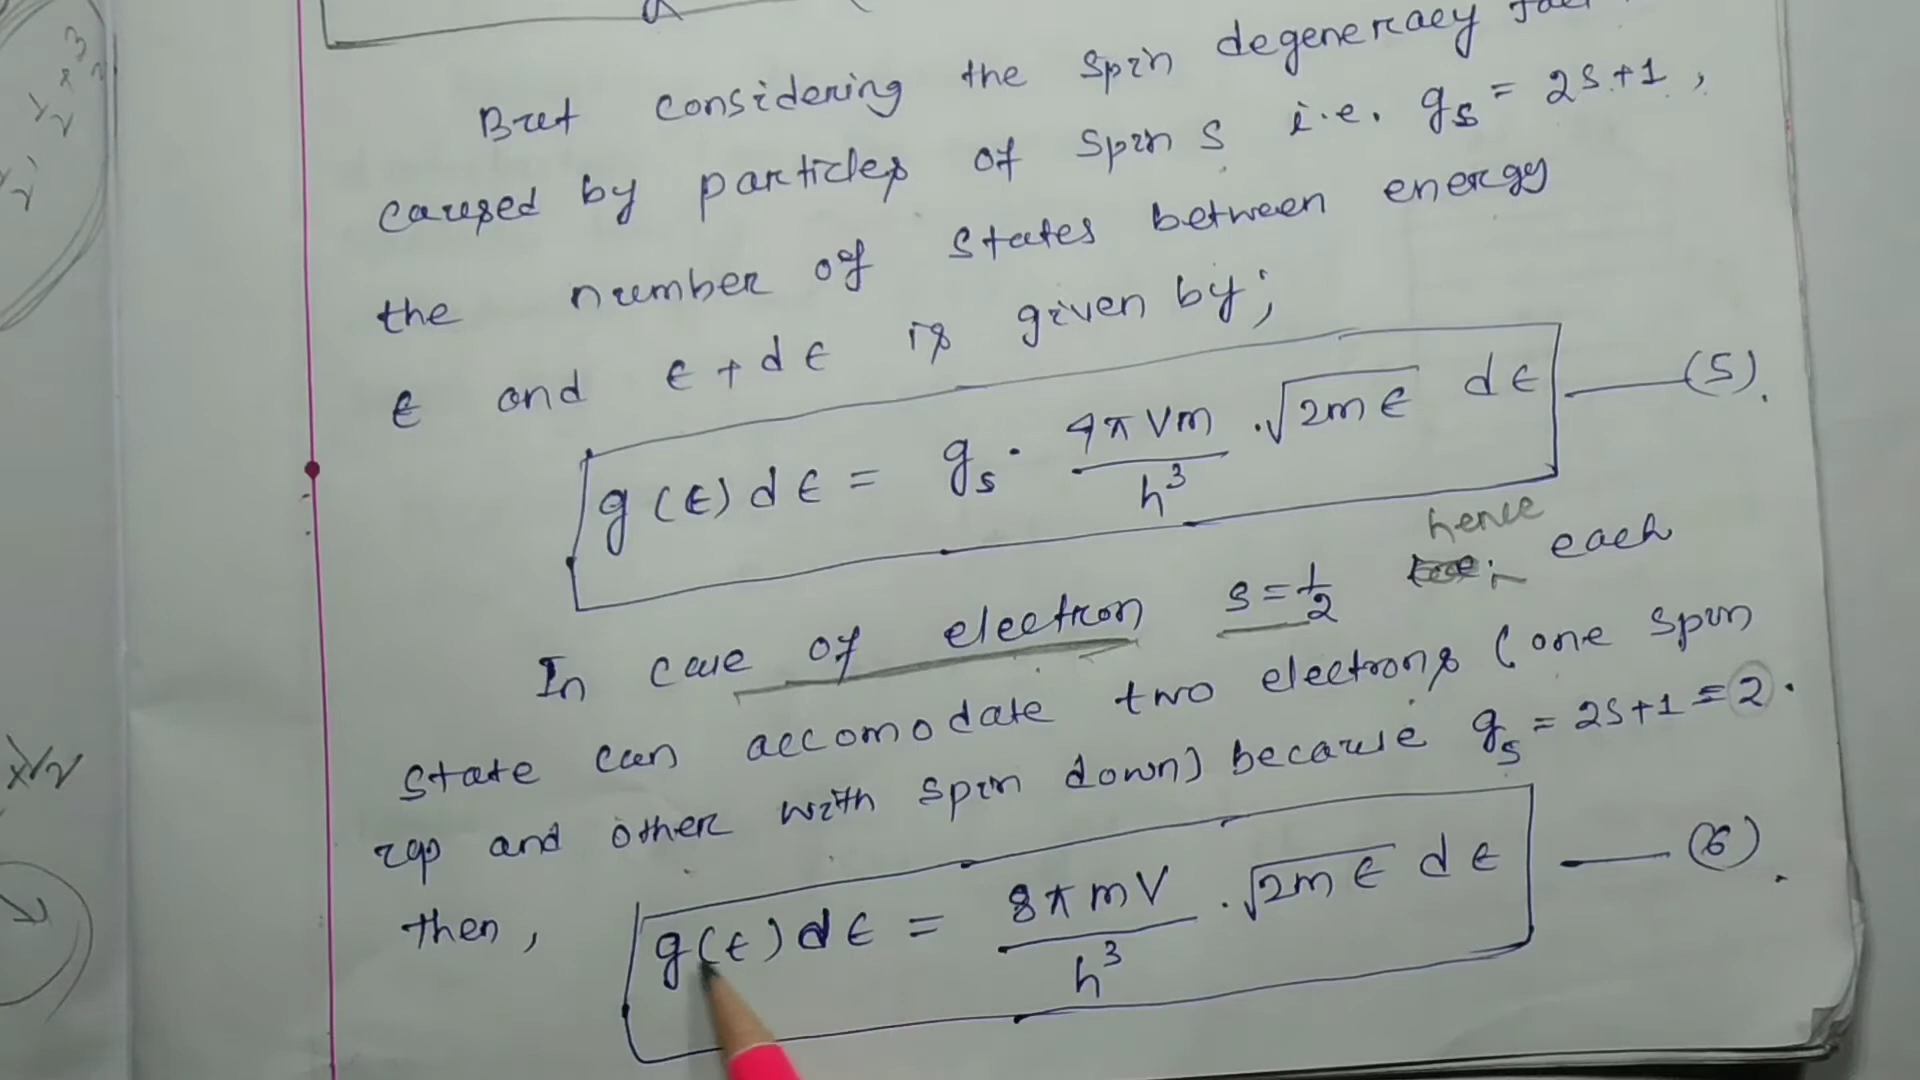 But considering the spin degeneracy
caused by particles of spin s i.e. g_s = 2s+1,
the number of states between energy
ε and ε + dε is given by;
g(ε)dε = g_s · 4πVm/h³ · √2mε dε —— (5).
hence
In case of electron s = 1/2 each
state can accomodate two electrons (one spin
up and other with spin down) because g_s = 2s+1 = 2.
then, g(ε)dε = 8πmV/h³ · √2mε dε —— (6).